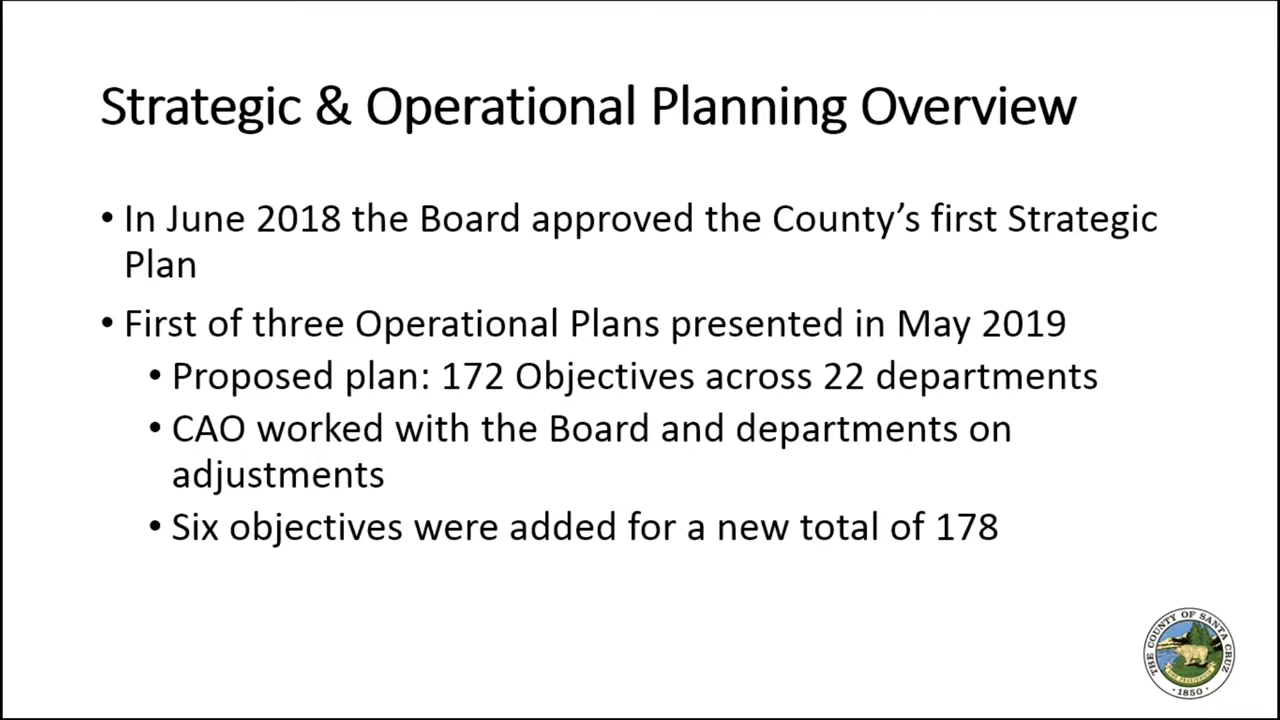 Strategic & Operational Planning Overview
• In June 2018 the Board approved the County’s first Strategic
Plan
• First of three Operational Plans presented in May 2019
• Proposed plan: 172 Objectives across 22 departments
• CAO worked with the Board and departments on
adjustments
• Six objectives were added for a new total of 178
THE COUNTY OF SANTA CRUZ
· 1850 ·